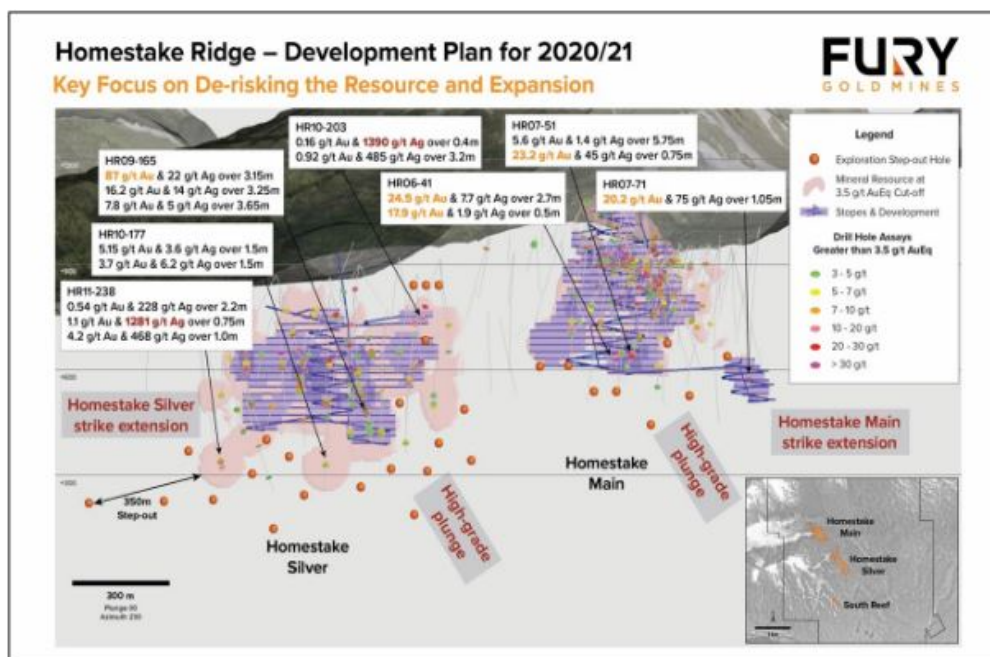 Homestake Ridge – Development Plan for 2020/21
Key Focus on De-risking the Resource and Expansion
FURY
GOLD MINES
HR10-203
0.16 g/t Au & 1390 g/t Ag over 0.4m
0.92 g/t Au & 485 g/t Ag over 3.2m
HR07-51
5.6 g/t Au & 1.4 g/t Ag over 5.75m
23.2 g/t Au & 45 g/t Ag over 0.75m
HR09-165
87 g/t Au & 22 g/t Ag over 3.15m
16.2 g/t Au & 14 g/t Ag over 3.25m
7.8 g/t Au & 5 g/t Ag over 3.65m
HR06-41
24.5 g/t Au & 7.7 g/t Ag over 2.7m
17.9 g/t Au & 1.9 g/t Ag over 0.5m
HR07-71
20.2 g/t Au & 75 g/t Ag over 1.05m
HR10-177
5.15 g/t Au & 3.6 g/t Ag over 1.5m
3.7 g/t Au & 6.2 g/t Ag over 1.5m
HR11-238
0.54 g/t Au & 228 g/t Ag over 2.2m
1.1 g/t Au & 1281 g/t Ag over 0.75m
4.2 g/t Au & 468 g/t Ag over 1.0m
Legend
Exploration Step-out Hole
Mineral Resource at
3.5 g/t AuEq Cut-off
Stopes & Development
Drill Hole Assays
Greater than 3.5 g/t AuEq
3 - 5 g/t
5 - 7 g/t
7 - 10 g/t
10 - 20 g/t
20 - 30 g/t
> 30 g/t
Homestake Silver
strike extension
Homestake Main
strike extension
High-grade
plunge
High-grade
plunge
Homestake
Main
Homestake
Silver
350m
Step-out
300 m
Homestake
Main
Homestake
Silver
South Reef